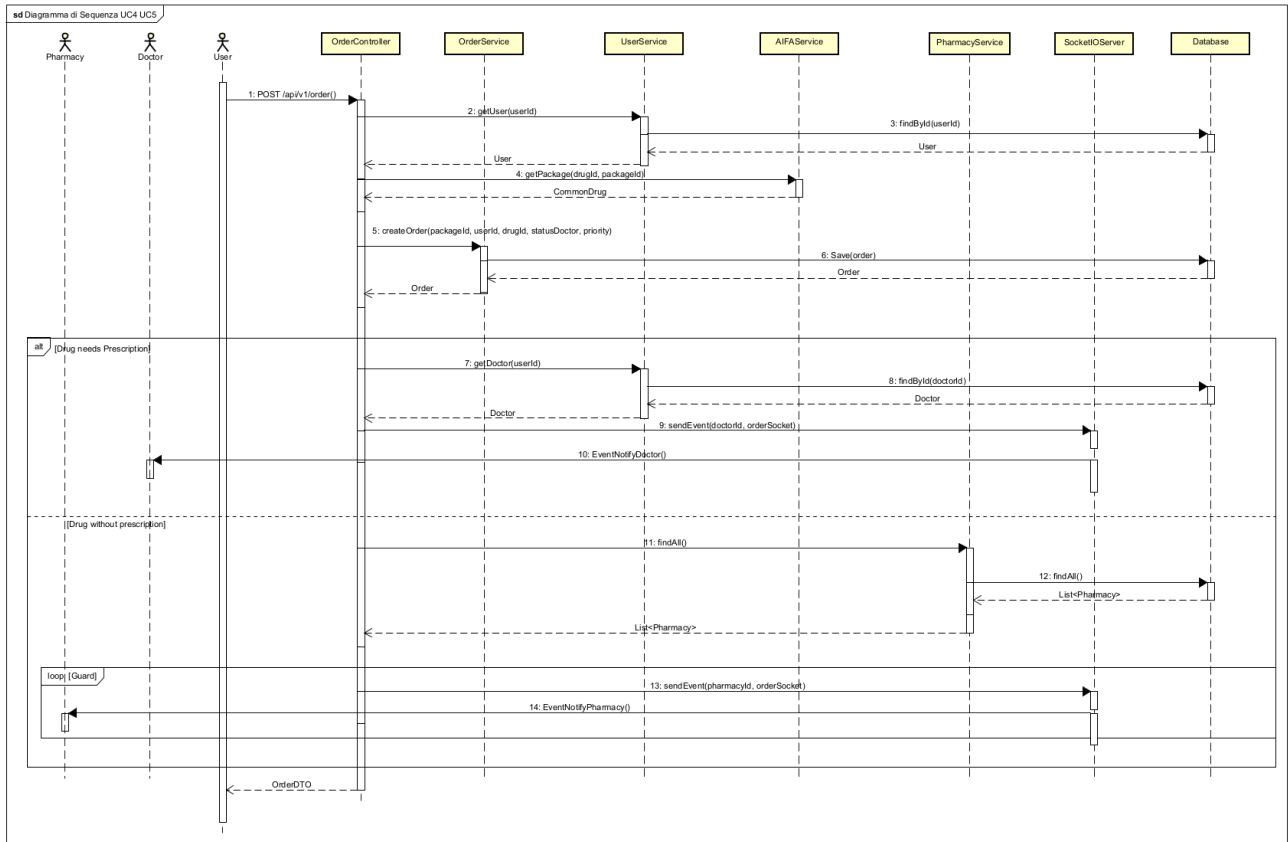 sd Diagramma di Sequenza UC4 UC5
Pharmacy
Doctor
User
OrderController
OrderService
UserService
AIFAService
PharmacyService
SocketIOServer
Database
1: POST /api/v1/order()
2: getUser(userId)
3: findById(userId)
User
User
4: getPackage(drugId, packageId)
CommonDrug
5: createOrder(packageId, userId, drugId, statusDoctor, priority)
6: Save(order)
Order
Order
alt
[Drug needs Prescription]
7: getDoctor(userId)
8: findById(doctorId)
Doctor
Doctor
9: sendEvent(doctorId, orderSocket)
10: EventNotifyDoctor()
[Drug without prescription]
11: findAll()
12: findAll()
List<Pharmacy>
List<Pharmacy>
loop [Guard]
13: sendEvent(pharmacyId, orderSocket)
14: EventNotifyPharmacy()
OrderDTO